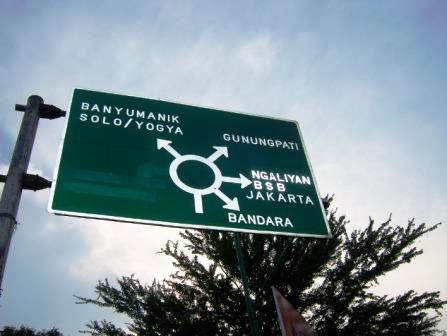 BANYUMANIK
SOLO/YOGYA
GUNUNGPATI
NGALIYAN
BSB
JAKARTA
BANDARA